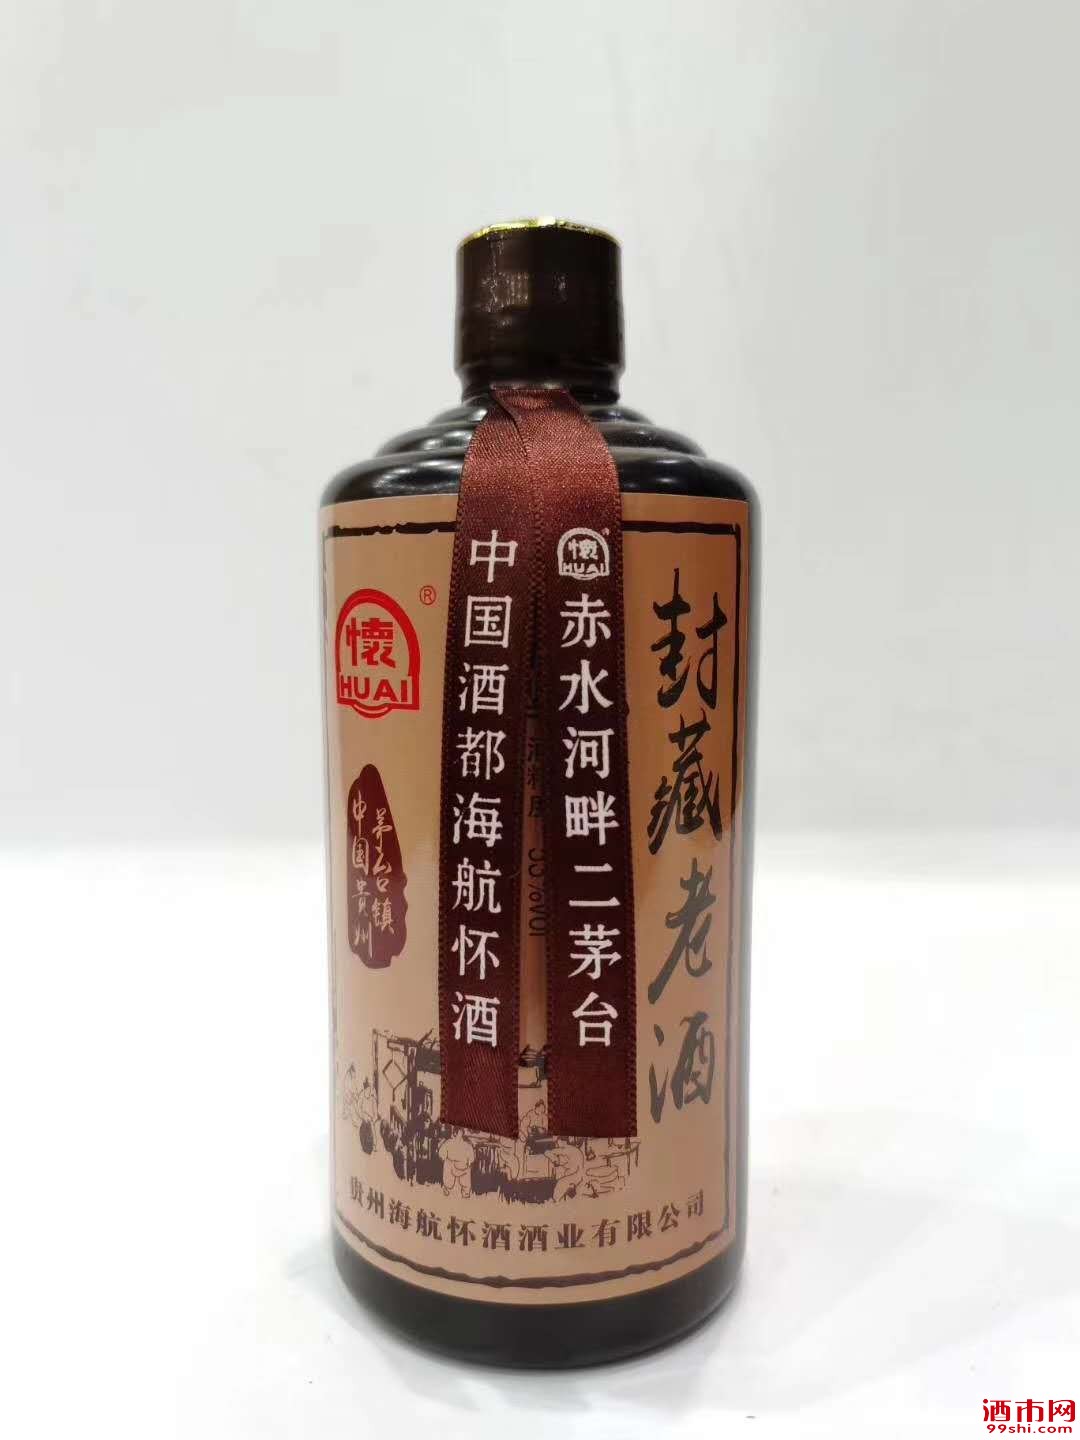 懷
HUAI
®
中国酒都海航怀酒
懷
HUAI
赤水河畔二茅台
封藏老酒
茅台镇
中国贵州
贵州海航怀酒酒业有限公司
酒市网
99shi.com